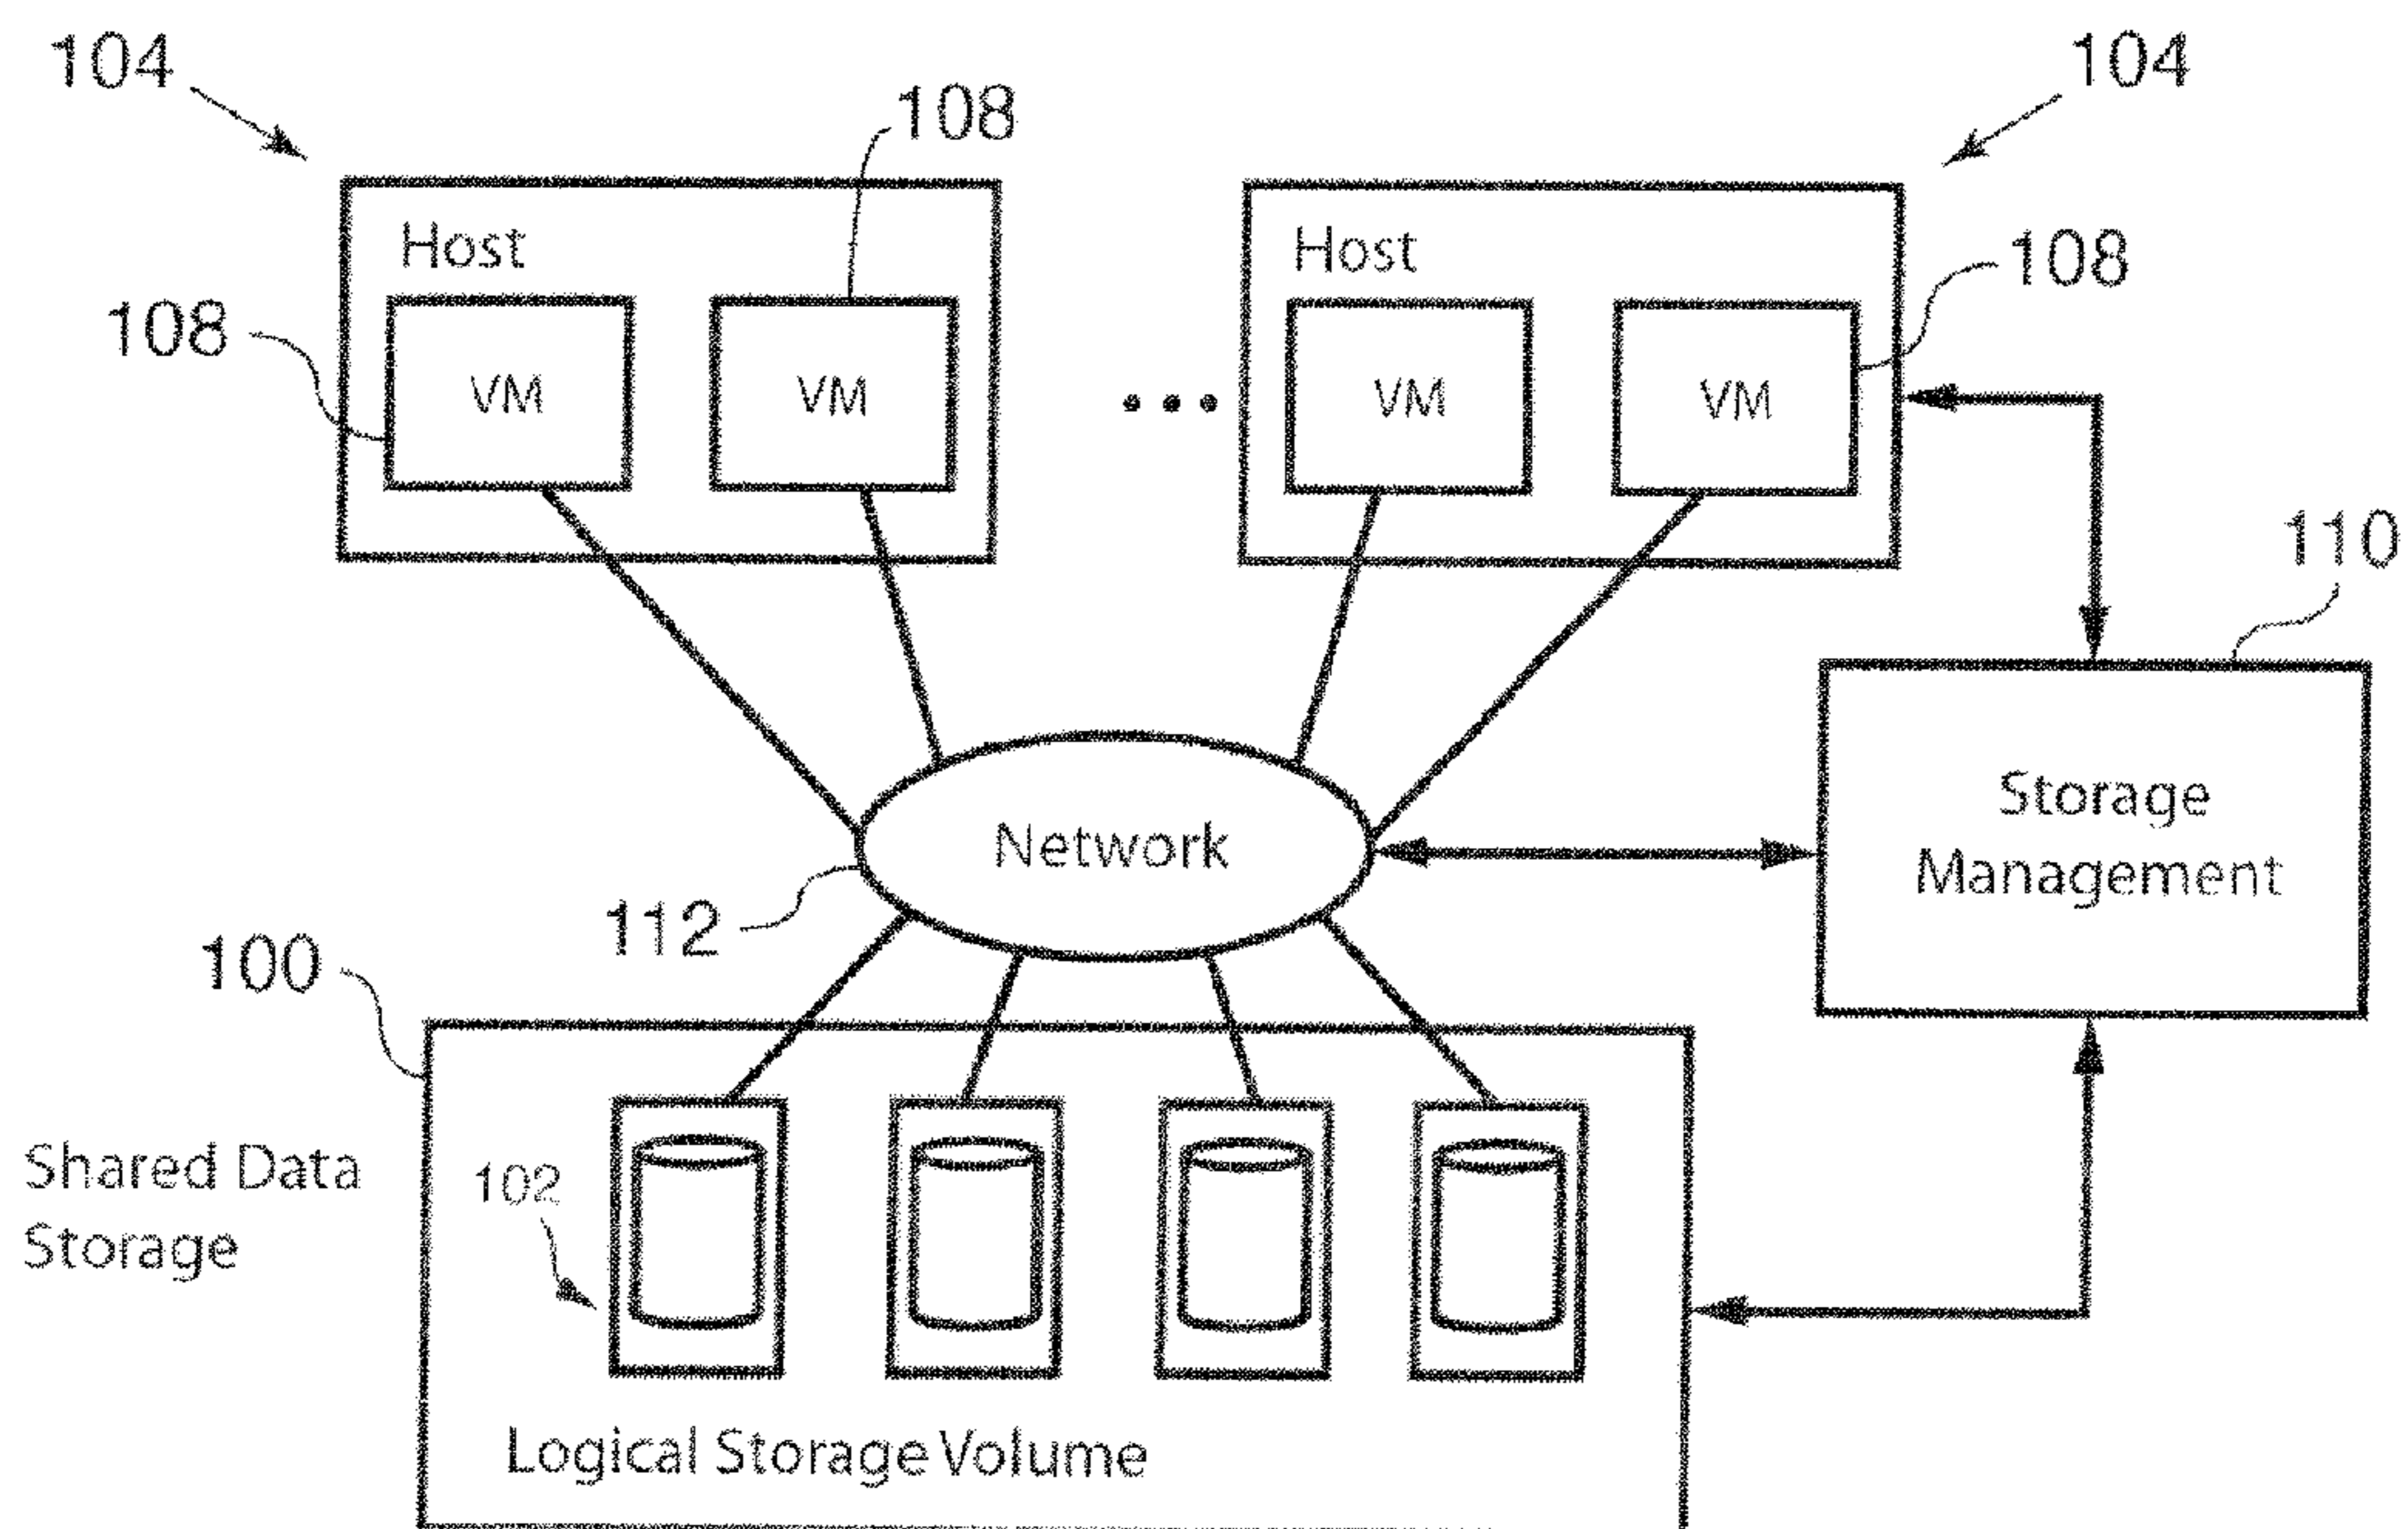 104
104
108
Host
Host
108
108
VM
VM
VM
VM
110
Storage
Management
Network
112
100
Shared Data
Storage
102
Logical Storage Volume